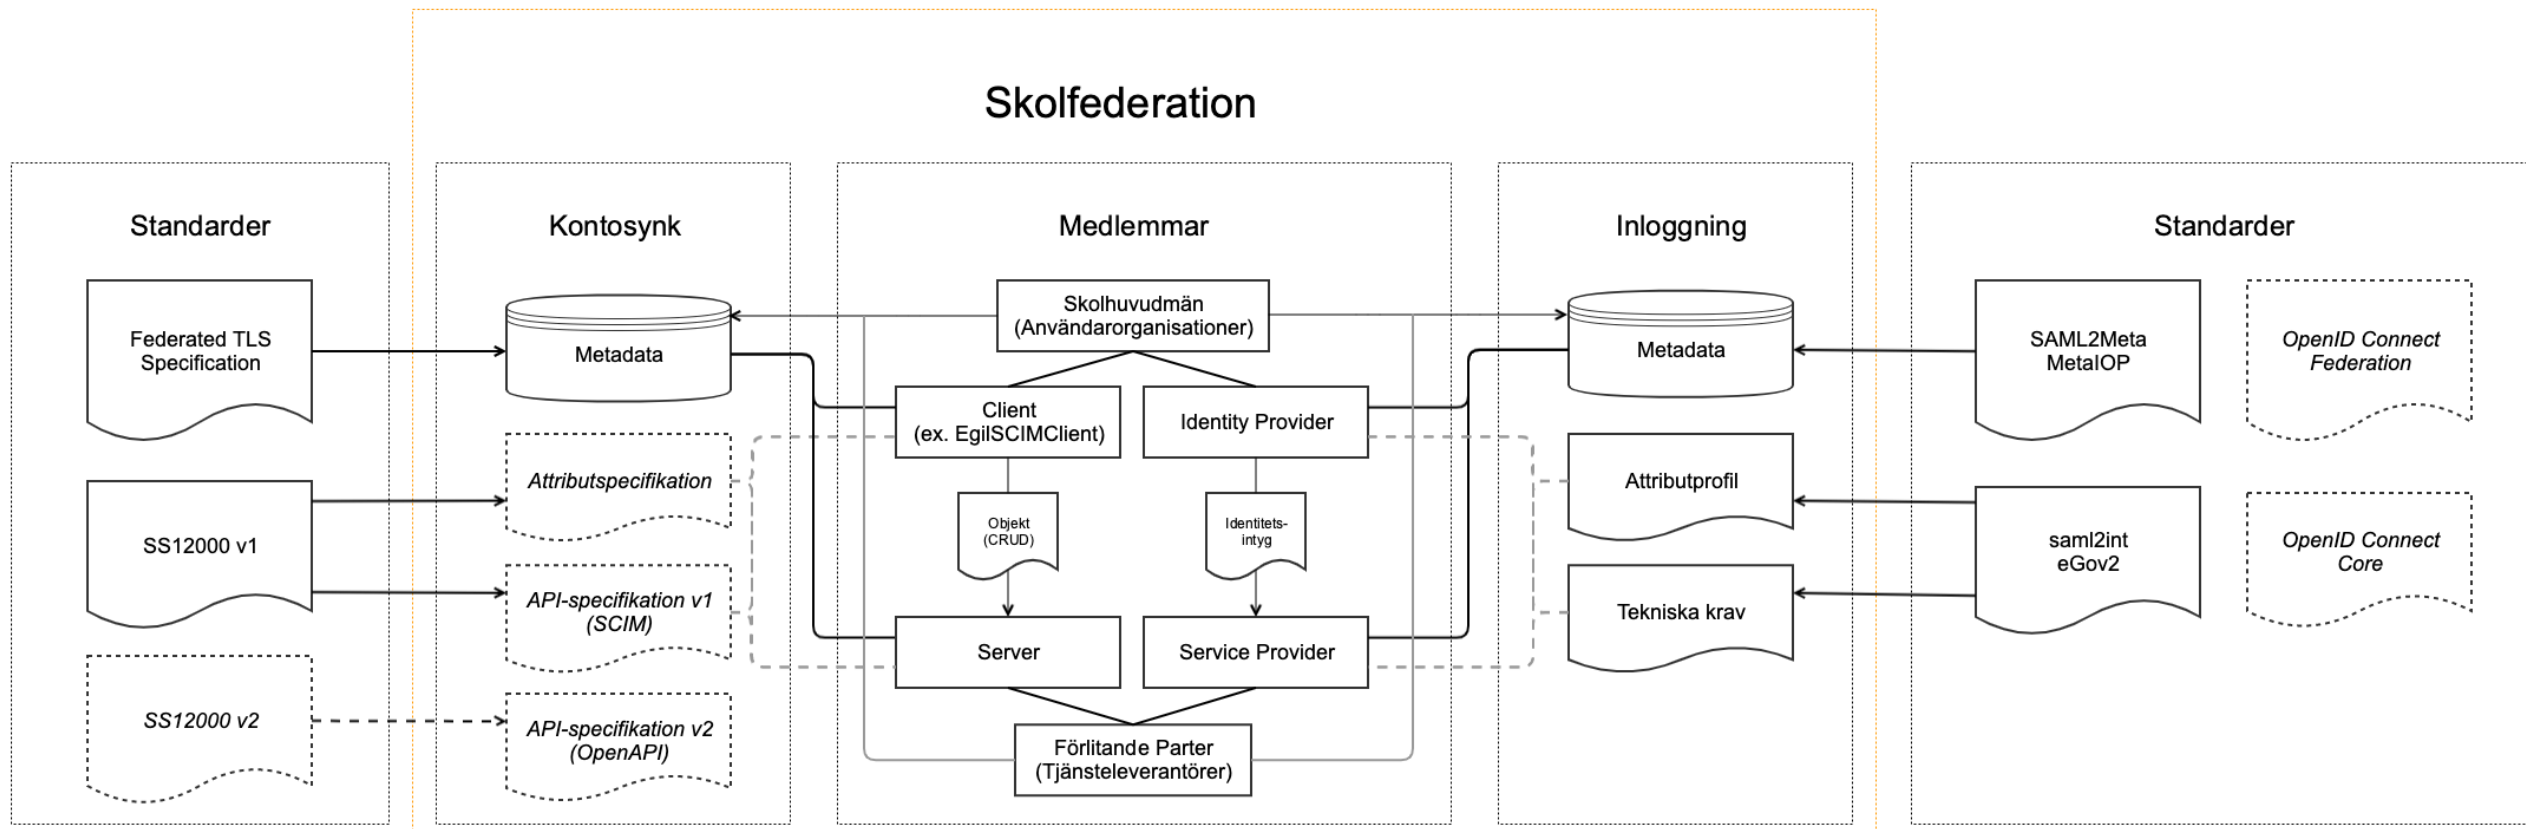 Skolfederation
Standarder
Federated TLS
Specification
SS12000 v1
SS12000 v2
Kontosynk
Metadata
Attributspecifikation
API-specifikation v1
(SCIM)
API-specifikation v2
(OpenAPI)
Medlemmar
Skolhuvudmän
(Användarorganisationer)
Client
(ex. EgilSCIMClient)
Identity Provider
Objekt
(CRUD)
Identitets-
intyg
Server
Service Provider
Förlitande Parter
(Tjänsteleverantörer)
Inloggning
Metadata
Attributprofil
Tekniska krav
Standarder
SAML2Meta
MetaIOP
OpenID Connect
Federation
saml2int
eGov2
OpenID Connect
Core